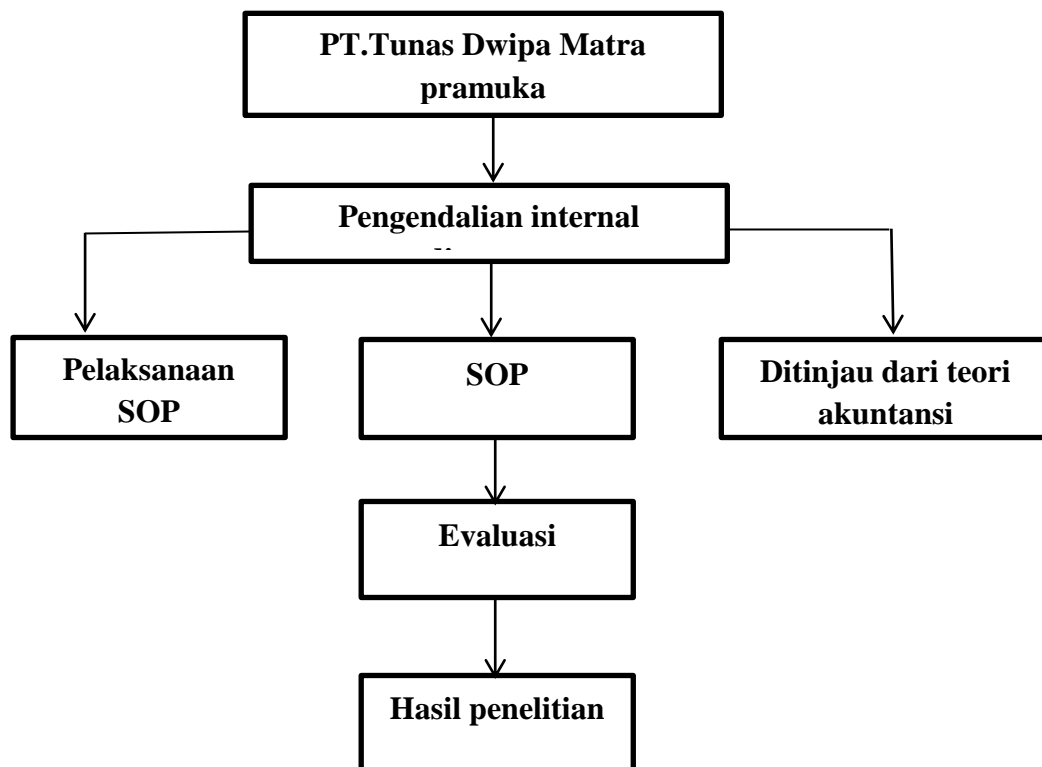 PT.Tunas Dwipa Matra
pramuka
Pengendalian internal
Pelaksanaan
SOP
SOP
Ditinjau dari teori
akuntansi
Evaluasi
Hasil penelitian